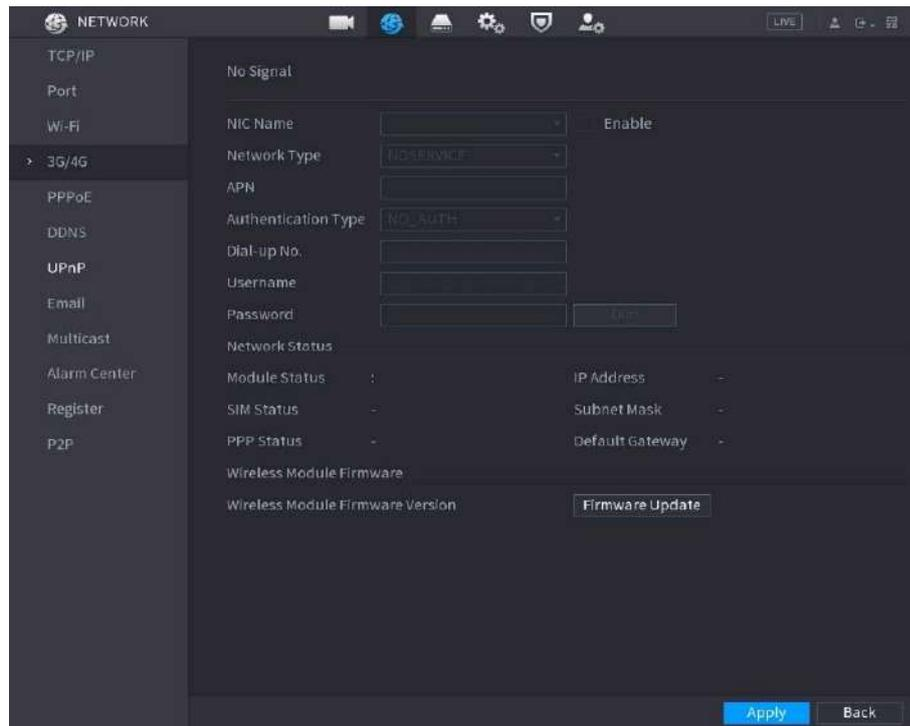 NETWORK LIVE
TCP/IP
Port
Wi-Fi
3G/4G
PPPoE
DDNS
UPnP
Email
Multicast
Alarm Center
Register
P2P
No Signal
NIC Name Enable
Network Type NOSERVICE
APN
Authentication Type NO_AUTH
Dial-up No.
Username
Password
Network Status
Module Status : IP Address -
SIM Status - Subnet Mask -
PPP Status - Default Gateway -
Wireless Module Firmware
Wireless Module Firmware Version Firmware Update
Apply Back